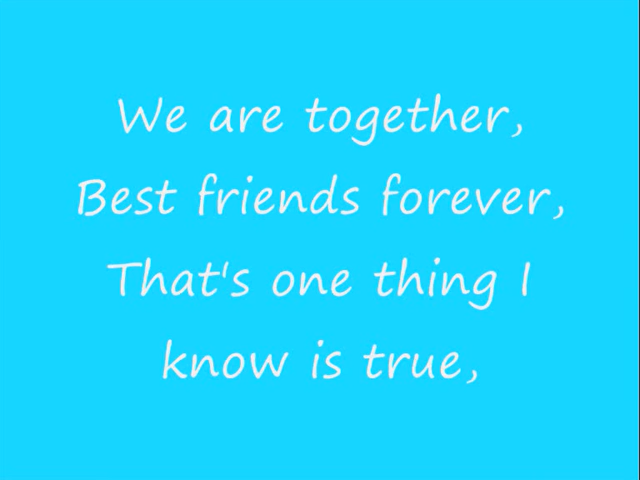 We are together,
Best friends forever,
That's one thing I
know is true,